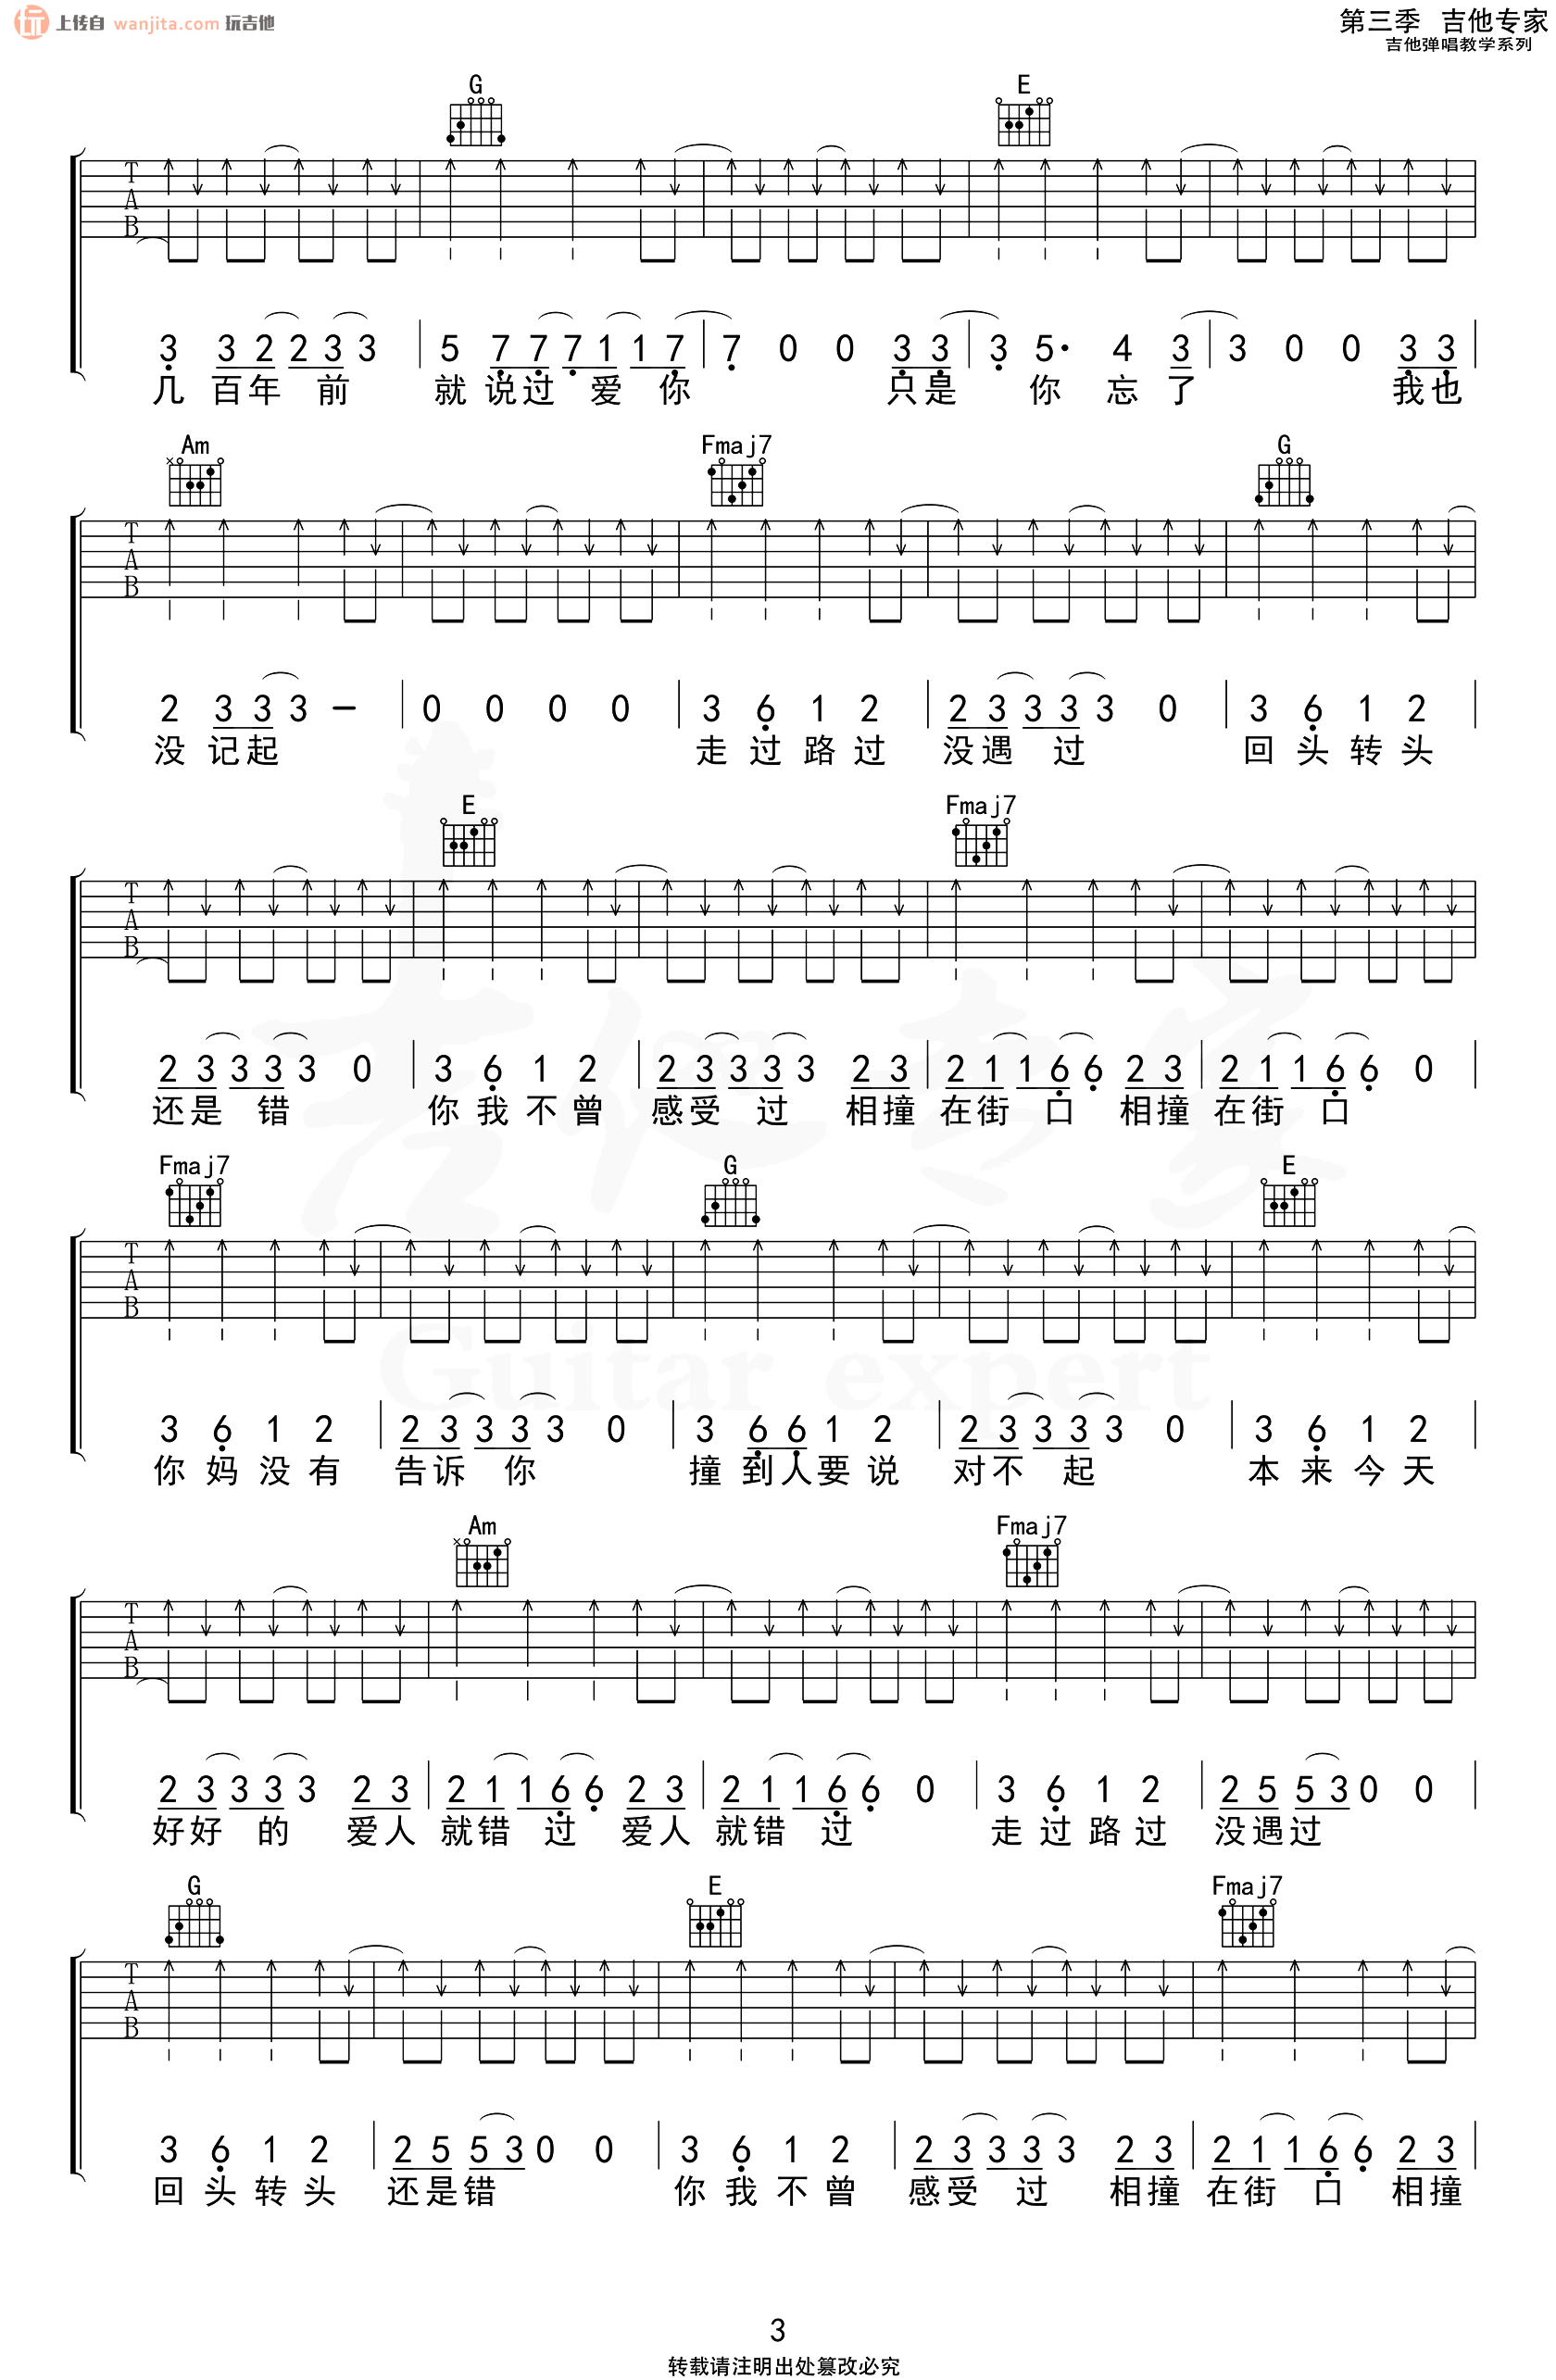 上传自 wanjita.com 玩吉他
第三季 吉他专家
吉他弹唱教学系列
G E
T A B
3 3 2 2 3 3 | 5 7 7 7 1 1 7 | 7 0 0 3 3 | 3 5· 4 3 | 3 0 0 3 3 |
几 百 年 前 就 说 过 爱 你 只 是 你 忘 了 我 也
Am Fmaj7 G
T A B
2 3 3 3 – | 0 0 0 0 | 3 6 1 2 | 2 3 3 3 3 0 | 3 6 1 2 |
没 记 起 走 过 路 过 没 遇 过 回 头 转 头
E Fmaj7
T A B
2 3 3 3 3 0 | 3 6 1 2 | 2 3 3 3 3 2 3 | 2 1 1 6 6 2 3 | 2 1 1 6 6 0 |
还 是 错 你 我 不 曾 感 受 过 相 撞 在 街 口 相 撞 在 街 口
Fmaj7 G E
T A B
Guitar expert
3 6 1 2 | 2 3 3 3 3 0 | 3 6 6 1 2 | 2 3 3 3 3 0 | 3 6 1 2 |
你 妈 没 有 告 诉 你 撞 到 人 要 说 对 不 起 本 来 今 天
Am Fmaj7
T A B
2 3 3 3 3 2 3 | 2 1 1 6 6 2 3 | 2 1 1 6 6 0 | 3 6 1 2 | 2 5 5 3 0 0 |
好 好 的 爱 人 就 错 过 爱 人 就 错 过 走 过 路 过 没 遇 过
G E Fmaj7
T A B
3 6 1 2 | 2 5 5 3 0 0 | 3 6 1 2 | 2 3 3 3 3 2 3 | 2 1 1 6 6 2 3 |
回 头 转 头 还 是 错 你 我 不 曾 感 受 过 相 撞 在 街 口 相 撞
3
转载请注明出处篡改必究